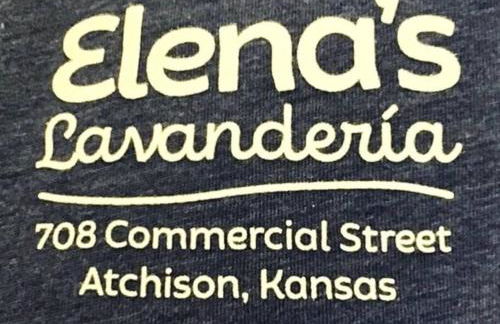 Elena's
Lavandería
708 Commercial Street
Atchison, Kansas